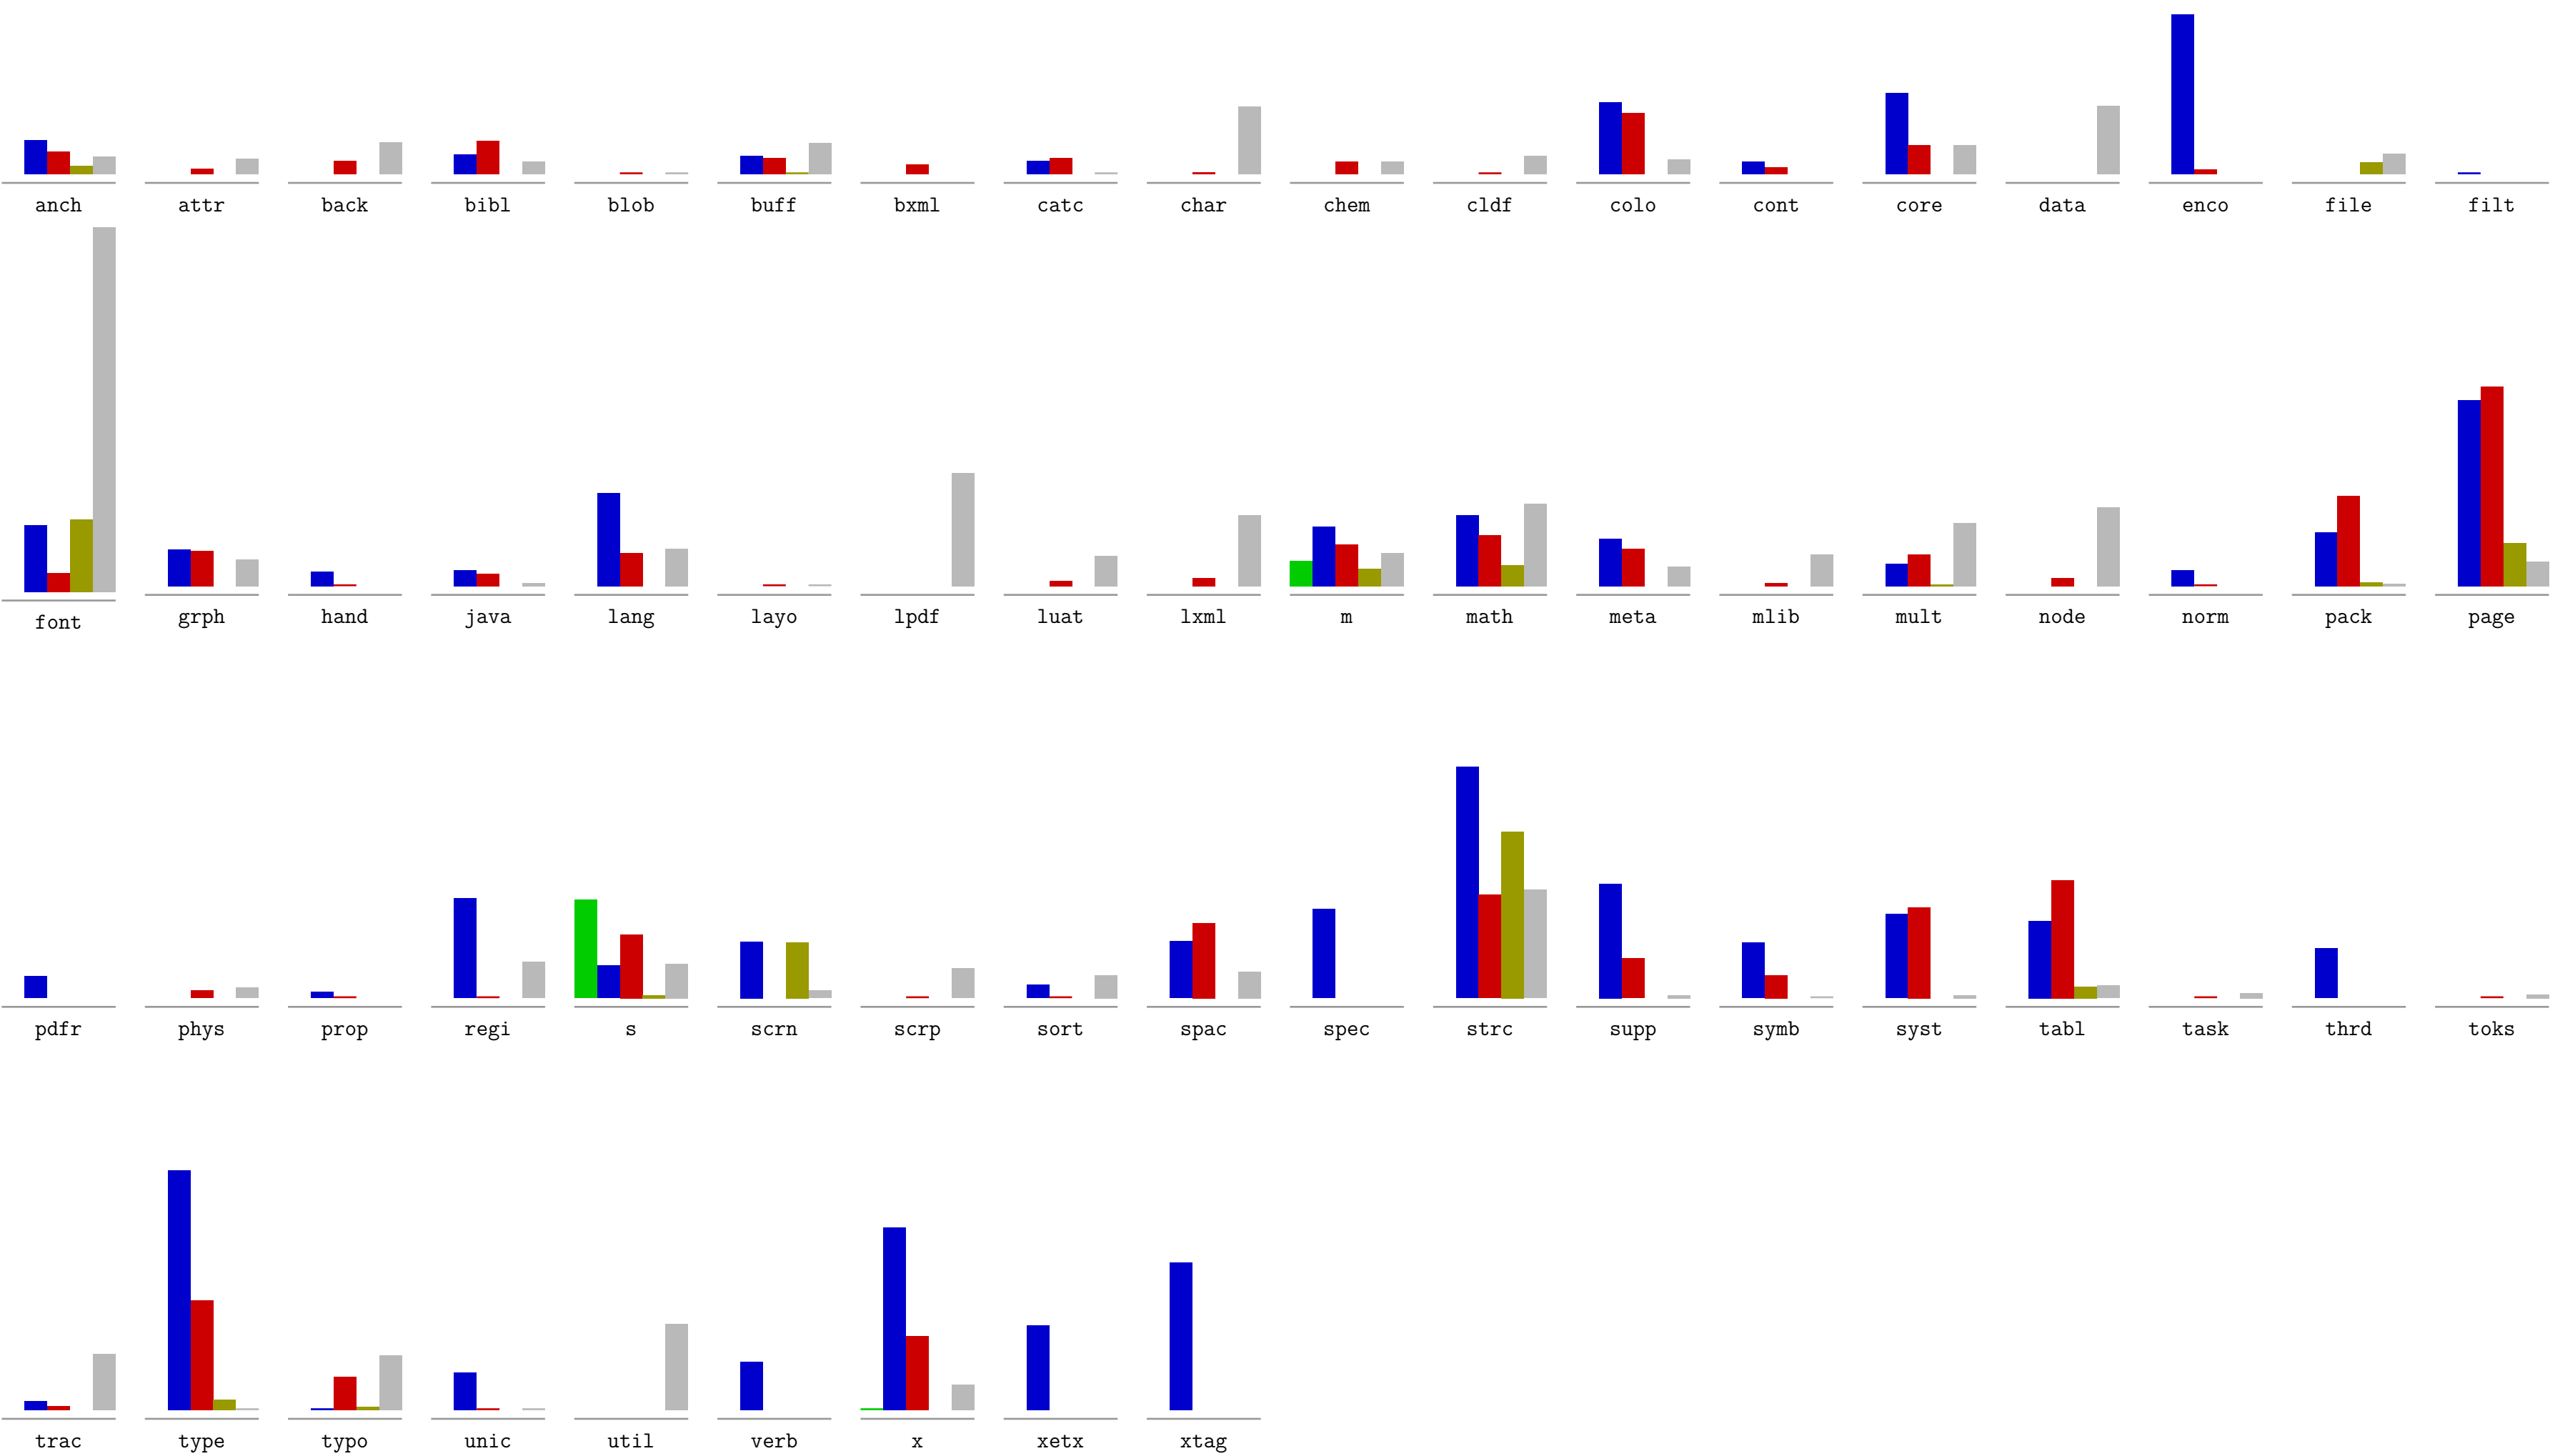 anch attr back bibl blob buff bxml catc char chem cldf colo cont core data enco file filt
font grph hand java lang layo lpdf luat lxml m math meta mlib mult node norm pack page
pdfr phys prop regi s scrn scrp sort spac spec strc supp symb syst tabl task thrd toks
trac type typo unic util verb x xetx xtag